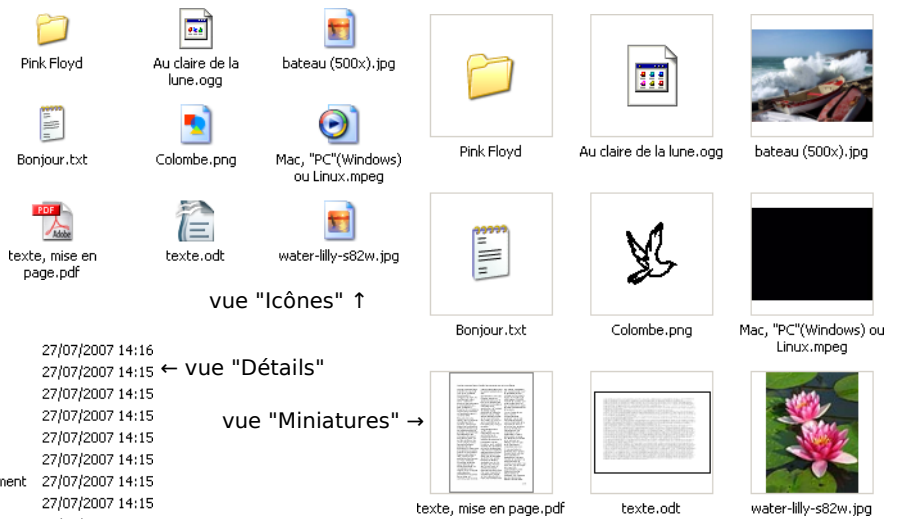 Pink Floyd
Au claire de la
lune.ogg
bateau (500x).jpg
Bonjour.txt
Colombe.png
Mac, "PC"(Windows)
ou Linux.mpeg
PDF
Adobe
texte, mise en
page.pdf
texte.odt
water-lilly-s82w.jpg
vue "Icônes" ↑
27/07/2007 14:16
27/07/2007 14:15
← vue "Détails"
27/07/2007 14:15
27/07/2007 14:15
27/07/2007 14:15
27/07/2007 14:15
ment 27/07/2007 14:15
27/07/2007 14:15
vue "Miniatures" →
Pink Floyd
Au claire de la lune.ogg
bateau (500x).jpg
Bonjour.txt
Colombe.png
Mac, "PC"(Windows) ou
Linux.mpeg
texte, mise en page.pdf
texte.odt
water-lilly-s82w.jpg